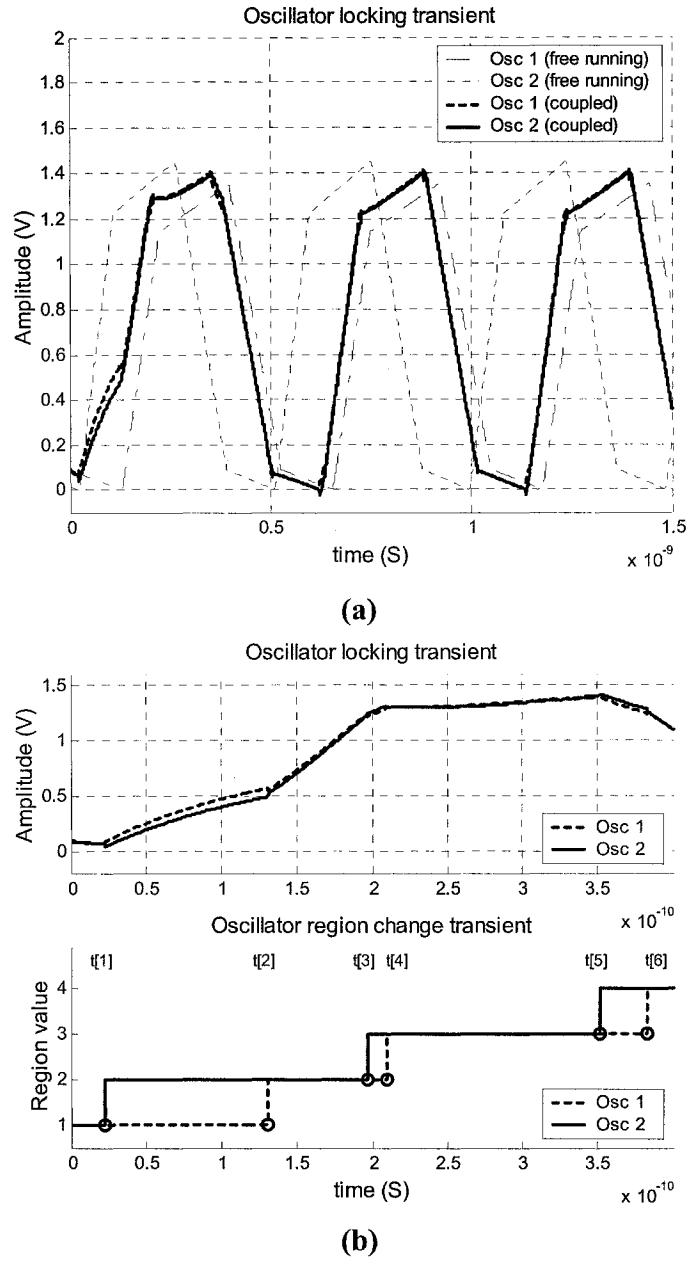 Oscillator locking transient
2
1.8
1.6
1.4
1.2
1
0.8
0.6
0.4
0.2
0
Amplitude (V)
Osc 1 (free running)
Osc 2 (free running)
Osc 1 (coupled)
Osc 2 (coupled)
0 0.5 1 1.5
time (S)
x 10⁻⁹
(a)
Oscillator locking transient
1.5
1
0.5
0
Amplitude (V)
Osc 1
Osc 2
0 0.5 1 1.5 2 2.5 3 3.5
x 10⁻¹⁰
Oscillator region change transient
t[1] t[2] t[3] t[4] t[5] t[6]
4
3
2
1
Region value
Osc 1
Osc 2
0 0.5 1 1.5 2 2.5 3 3.5
time (S)
x 10⁻¹⁰
(b)